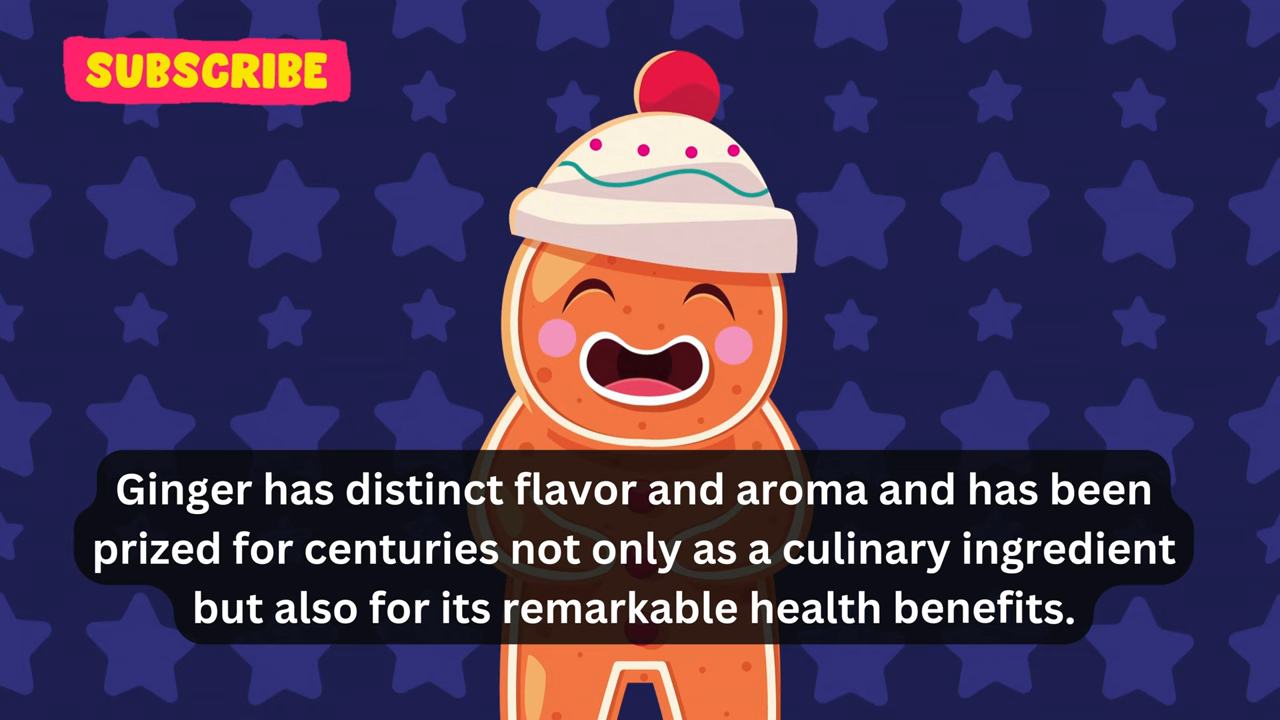 SUBSCRIBE
Ginger has distinct flavor and aroma and has been
prized for centuries not only as a culinary ingredient
but also for its remarkable health benefits.